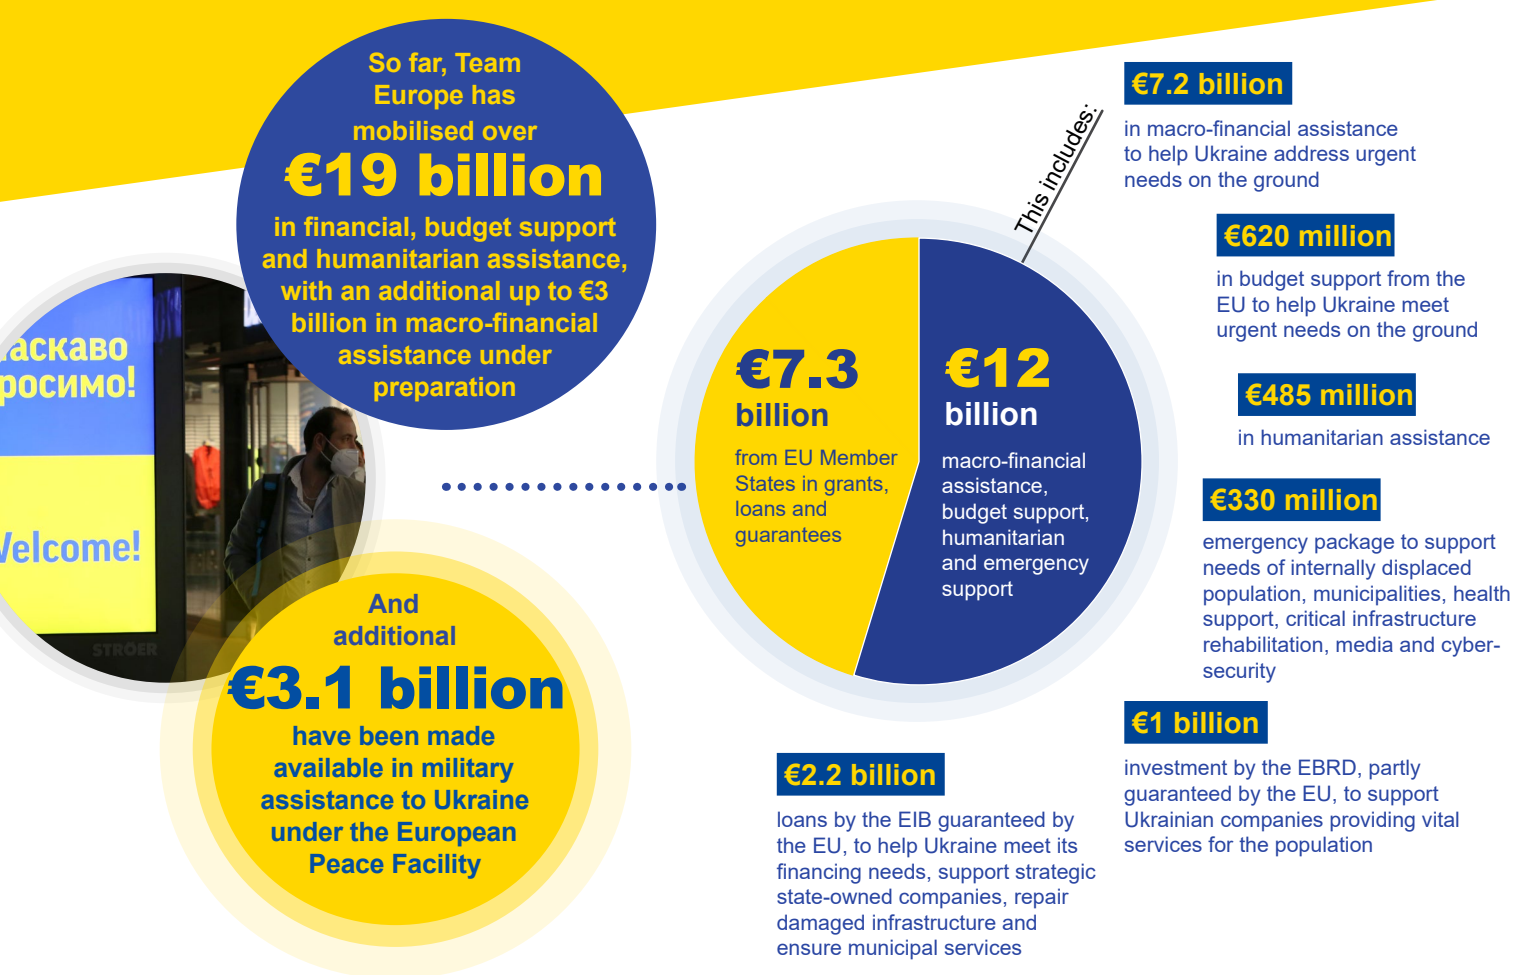 So far, Team
Europe has
mobilised over
€19 billion
in financial, budget support
and humanitarian assistance,
with an additional up to €3
billion in macro-financial
assistance under
preparation
аскаво
росимо!
Welcome!
STRÖER
And
additional
€3.1 billion
have been made
available in military
assistance to Ukraine
under the European
Peace Facility
€7.3
billion
from EU Member
States in grants,
loans and
guarantees
€12
billion
macro-financial
assistance,
budget support,
humanitarian
and emergency
support
This includes:
€7.2 billion
in macro-financial assistance
to help Ukraine address urgent
needs on the ground
€620 million
in budget support from the
EU to help Ukraine meet
urgent needs on the ground
€485 million
in humanitarian assistance
€330 million
emergency package to support
needs of internally displaced
population, municipalities, health
support, critical infrastructure
rehabilitation, media and cyber-
security
€1 billion
investment by the EBRD, partly
guaranteed by the EU, to support
Ukrainian companies providing vital
services for the population
€2.2 billion
loans by the EIB guaranteed by
the EU, to help Ukraine meet its
financing needs, support strategic
state-owned companies, repair
damaged infrastructure and
ensure municipal services